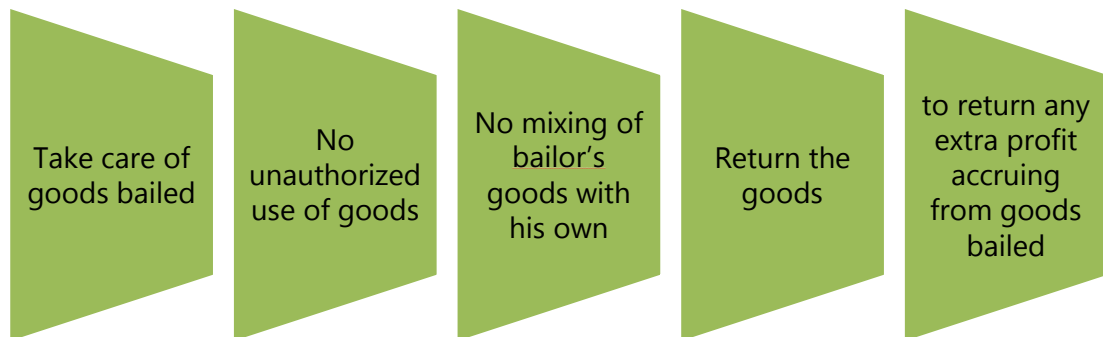 Take care of
goods bailed
No
unauthorized
use of goods
No mixing of
bailor's
goods with
his own
Return the
goods
to return any
extra profit
accruing
from goods
bailed